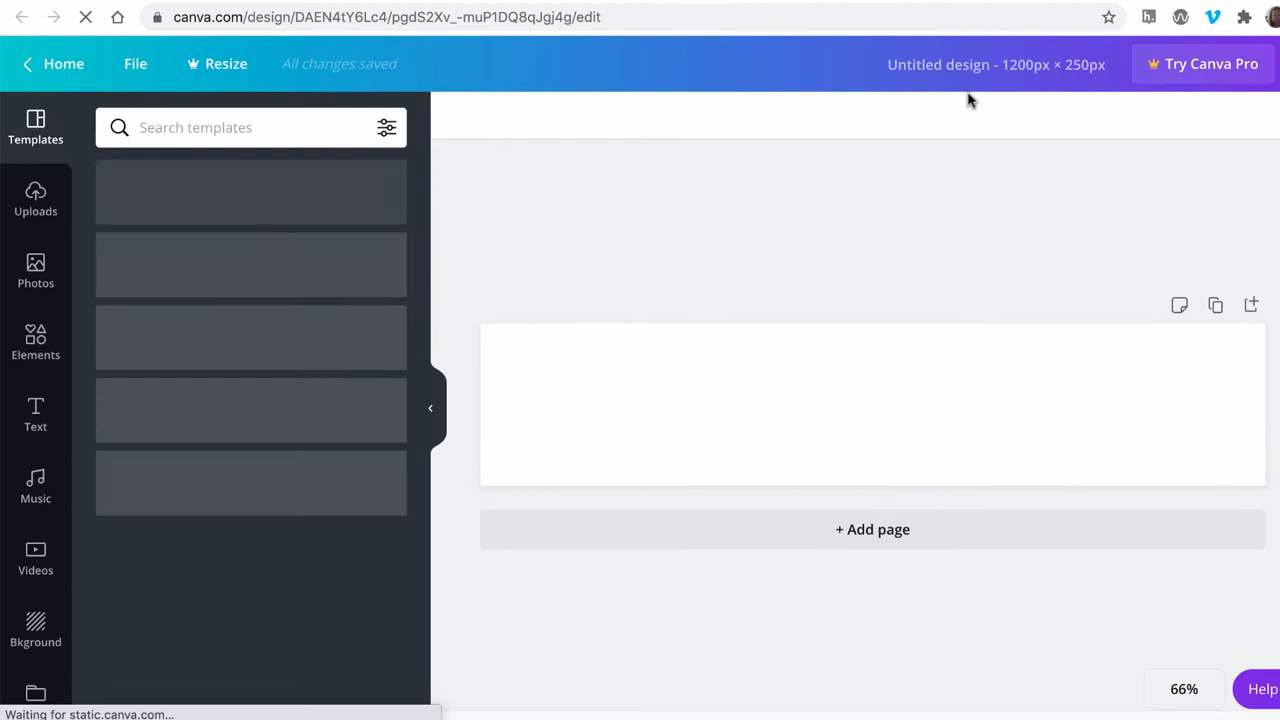 canva.com/design/DAEN4tY6Lc4/pgdS2Xv_-muP1DQ8qJgj4g/edit
Home File Resize All changes saved Untitled design - 1200px × 250px Try Canva Pro
Templates
Search templates
Uploads
Photos
Elements
Text
Music
Videos
Bkground
+ Add page
66%
Help
Waiting for static.canva.com...